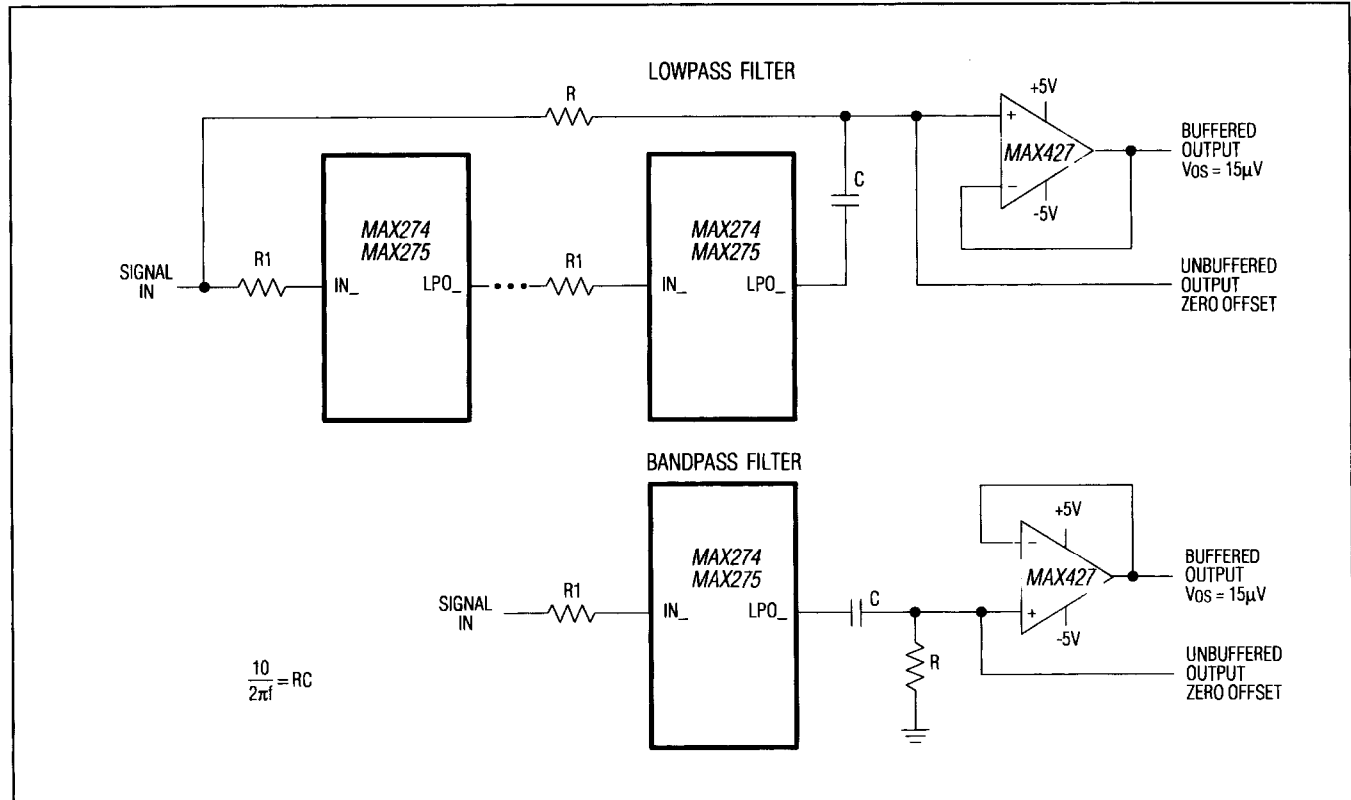 LOWPASS FILTER
R
+5V
+
MAX427
-
-5V
BUFFERED
OUTPUT
VOS = 15µV
C
MAX274
MAX275
MAX274
MAX275
SIGNAL
IN
R1
IN_
LPO_
R1
IN_
LPO_
UNBUFFERED
OUTPUT
ZERO OFFSET
BANDPASS FILTER
+5V
-
MAX427
+
-5V
BUFFERED
OUTPUT
VOS = 15µV
MAX274
MAX275
SIGNAL
IN
R1
IN_
LPO_
C
R
UNBUFFERED
OUTPUT
ZERO OFFSET
10
2πf
=RC